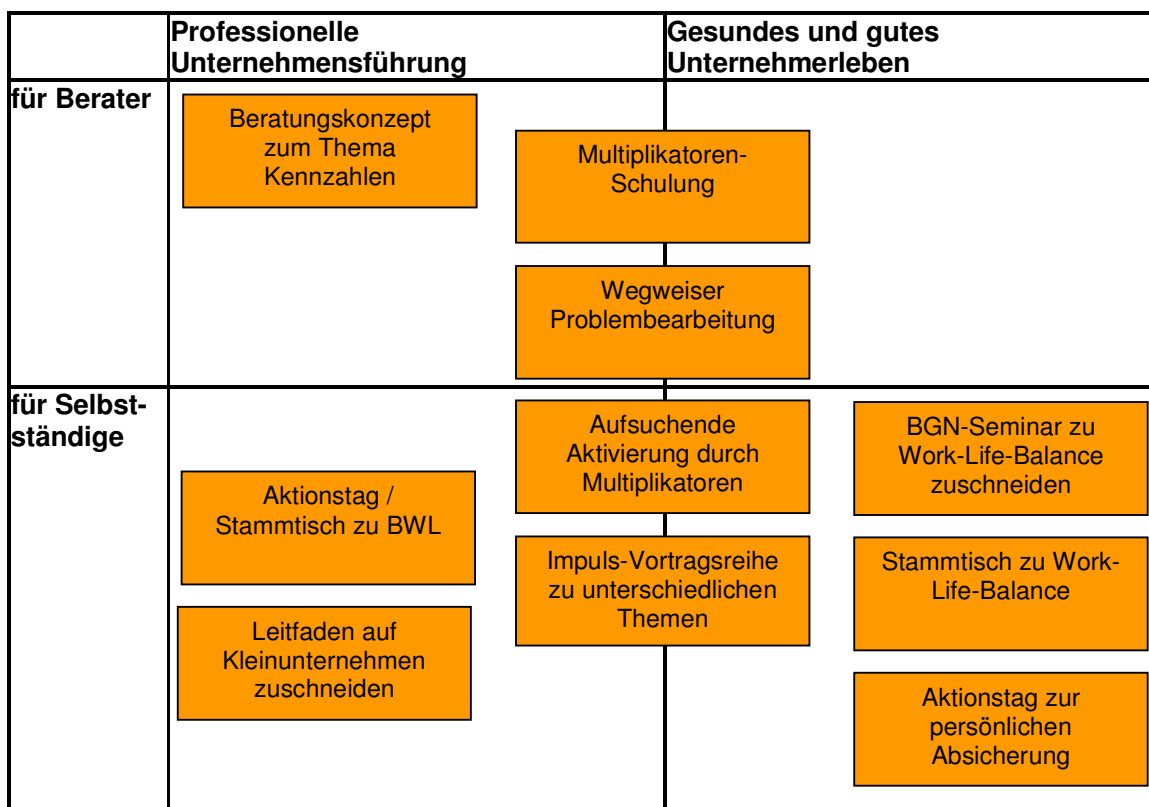 Professionelle
Unternehmensführung
Gesundes und gutes
Unternehmerleben
für Berater
Beratungskonzept
zum Thema
Kennzahlen
Multiplikatoren-
Schulung
Wegweiser
Problembearbeitung
für Selbst-
ständige
Aufsuchende
Aktivierung durch
Multiplikatoren
BGN-Seminar zu
Work-Life-Balance
zuschneiden
Aktionstag /
Stammtisch zu BWL
Impuls-Vortragsreihe
zu unterschiedlichen
Themen
Stammtisch zu Work-
Life-Balance
Leitfaden auf
Kleinunternehmen
zuschneiden
Aktionstag zur
persönlichen
Absicherung